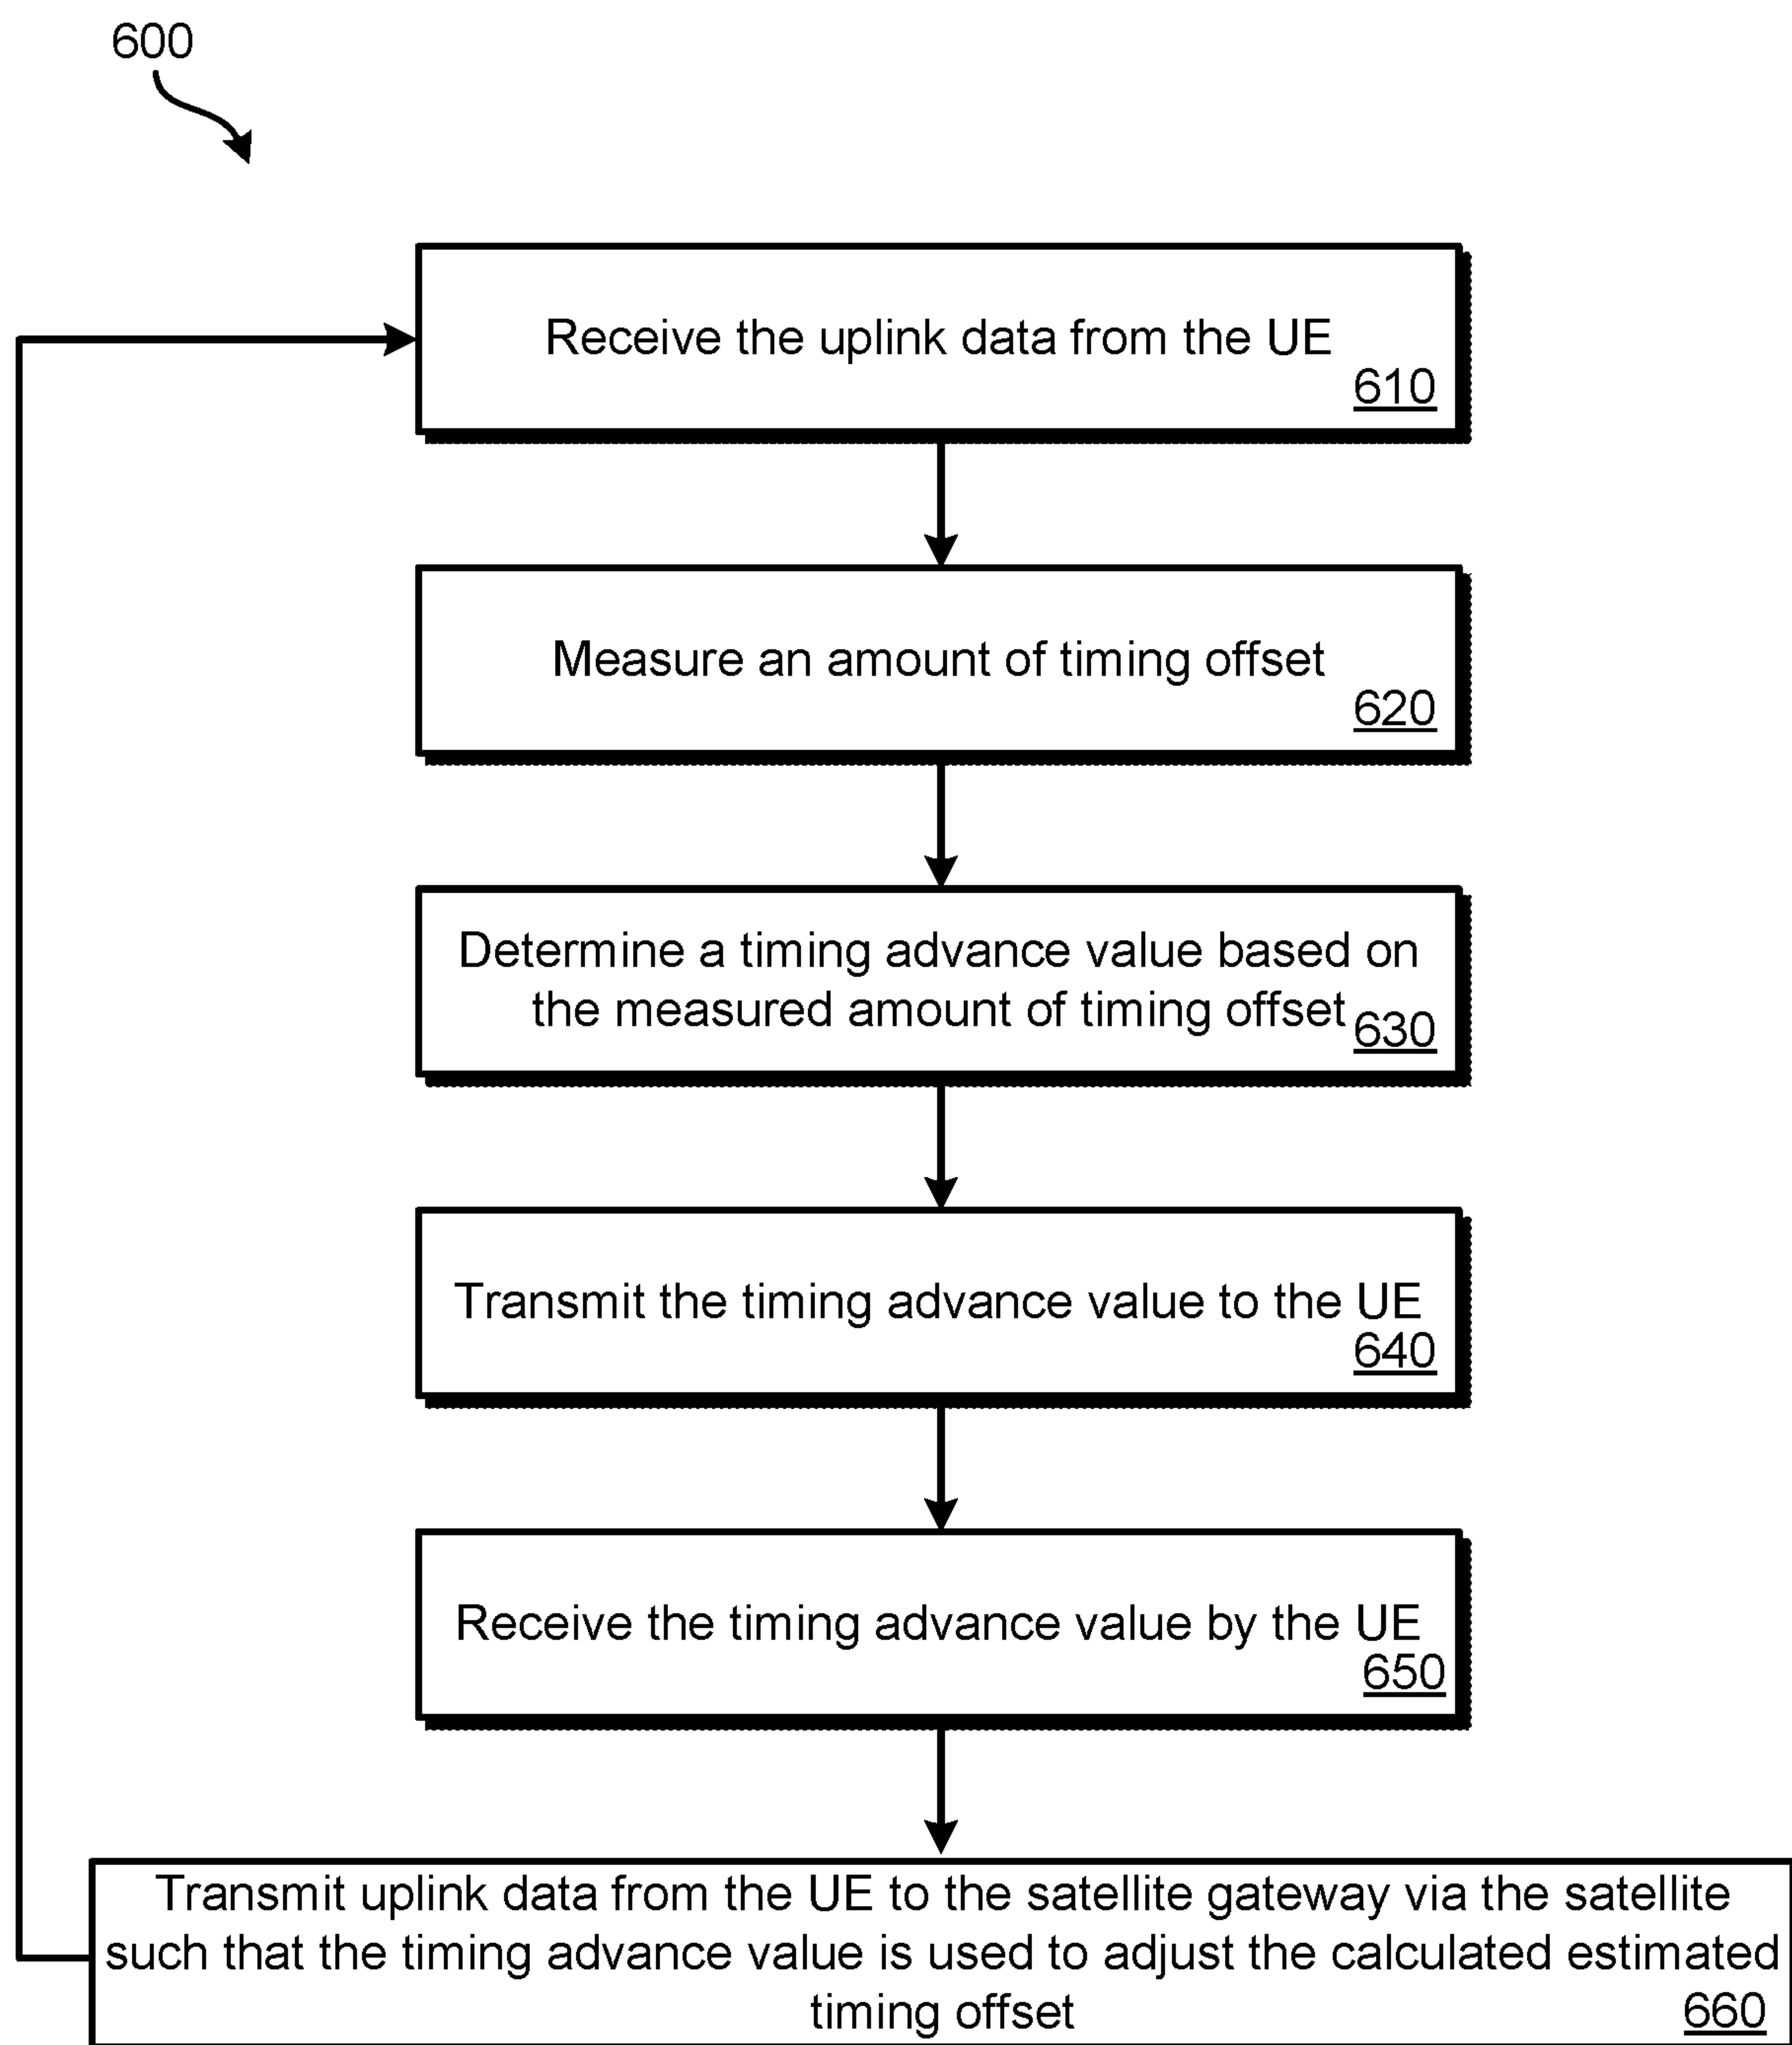 600
Receive the uplink data from the UE
610
Measure an amount of timing offset
620
Determine a timing advance value based on
the measured amount of timing offset
630
Transmit the timing advance value to the UE
640
Receive the timing advance value by the UE
650
Transmit uplink data from the UE to the satellite gateway via the satellite
such that the timing advance value is used to adjust the calculated estimated
timing offset
660